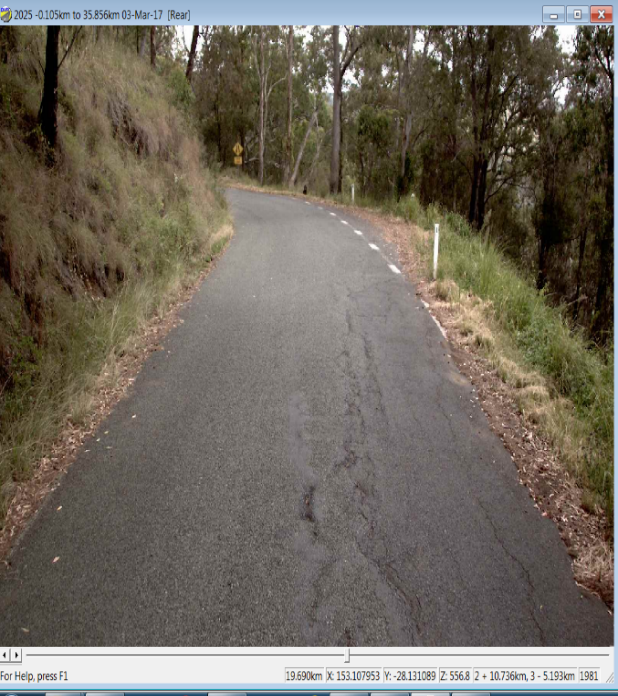 2025 -0.105km to 35.856km 03-Mar-17 [Rear]
For Help, press F1 19.690km X: 153.107953 Y: -28.131089 Z: 556.8 2 + 10.736km, 3 - 5.193km 1981